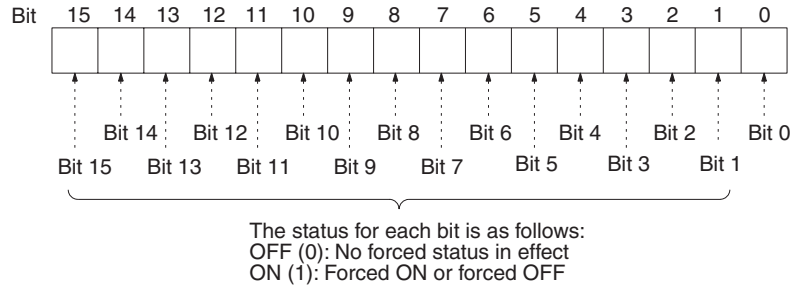 Bit 15 14 13 12 11 10 9 8 7 6 5 4 3 2 1 0
Bit 14 Bit 12 Bit 10 Bit 8 Bit 6 Bit 4 Bit 2 Bit 0
Bit 15 Bit 13 Bit 11 Bit 9 Bit 7 Bit 5 Bit 3 Bit 1
The status for each bit is as follows:
OFF (0): No forced status in effect
ON (1): Forced ON or forced OFF